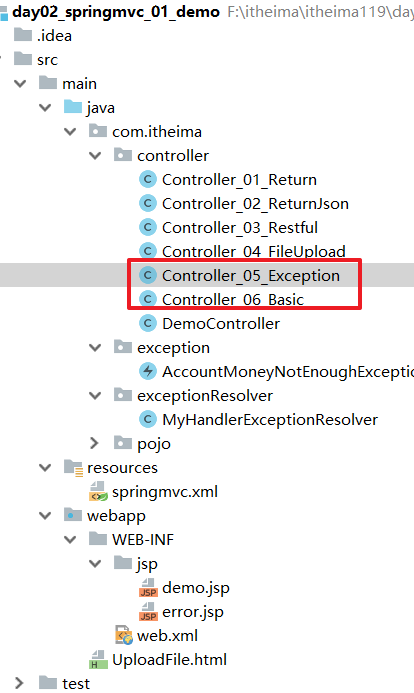 day02_springmvc_01_demo F:\itheima\itheima119\day
.idea
src
main
java
com.itheima
controller
Controller_01_Return
Controller_02_ReturnJson
Controller_03_Restful
Controller_04_FileUpload
Controller_05_Exception
Controller_06_Basic
DemoController
exception
AccountMoneyNotEnoughExceptio
exceptionResolver
MyHandlerExceptionResolver
pojo
resources
springmvc.xml
webapp
WEB-INF
jsp
demo.jsp
error.jsp
web.xml
UploadFile.html
test